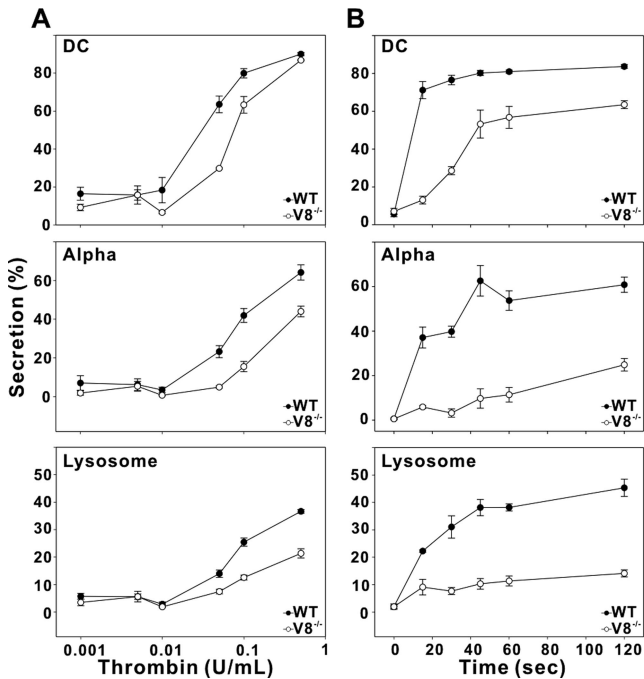 A
B
DC
80
60
40
20
0
WT
V8-/-
DC
80
60
40
20
0
WT
V8-/-
Secretion (%)
Alpha
60
40
20
0
WT
V8-/-
Alpha
60
40
20
0
WT
V8-/-
Lysosome
50
40
30
20
10
0
WT
V8-/-
0.001
0.01
0.1
1
Thrombin (U/mL)
Lysosome
50
40
30
20
10
0
WT
V8-/-
0
20
40
60
80
100
120
Time (sec)